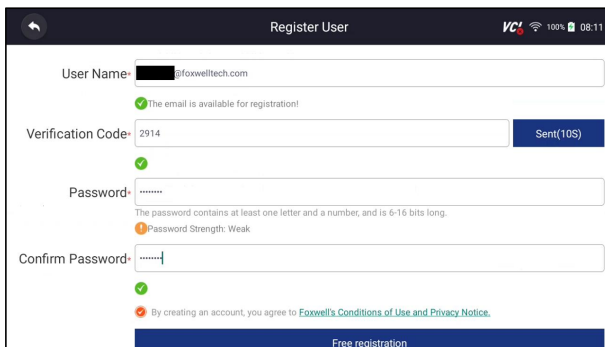 Register User
VCI 100% 08:11
User Name* @foxwelltech.com
The email is available for registration!
Verification Code* 2914 Sent(10S)
Password* ········
The password contains at least one letter and a number, and is 6-16 bits long.
Password Strength: Weak
Confirm Password* ········
By creating an account, you agree to Foxwell's Conditions of Use and Privacy Notice.
Free registration